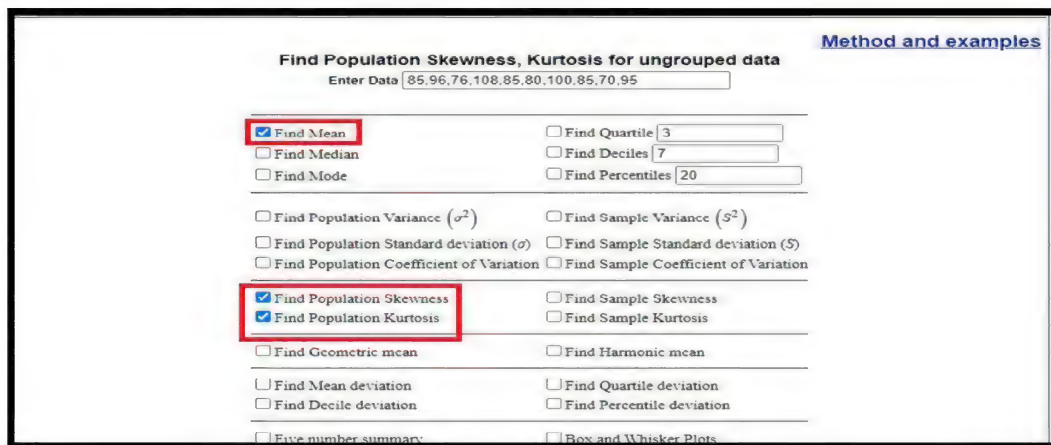 Method and examples
Find Population Skewness, Kurtosis for ungrouped data
Enter Data 85,96,76,108,85,80,100,85,70,95
Find Mean Find Quartile 3
Find Median Find Deciles 7
Find Mode Find Percentiles 20
Find Population Variance (σ²) Find Sample Variance (S²)
Find Population Standard deviation (σ) Find Sample Standard deviation (S)
Find Population Coefficient of Variation Find Sample Coefficient of Variation
Find Population Skewness Find Sample Skewness
Find Population Kurtosis Find Sample Kurtosis
Find Geometric mean Find Harmonic mean
Find Mean deviation Find Quartile deviation
Find Decile deviation Find Percentile deviation
Five number summary Box and Whisker Plots